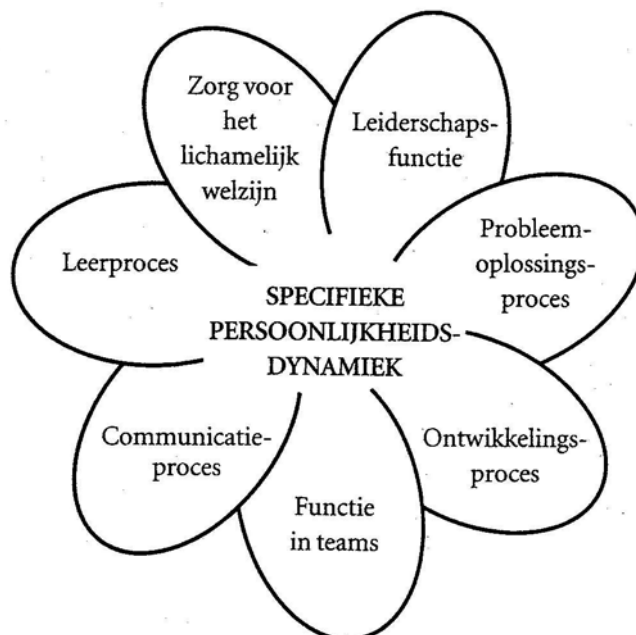 Zorg voor
het
lichamelijk
welzijn
Leiderschaps-
functie
Probleem-
oplossings-
proces
Leerproces
SPECIFIEKE
PERSOONLIJKHEIDS-
DYNAMIEK
Communicatie-
proces
Ontwikkelings-
proces
Functie
in teams